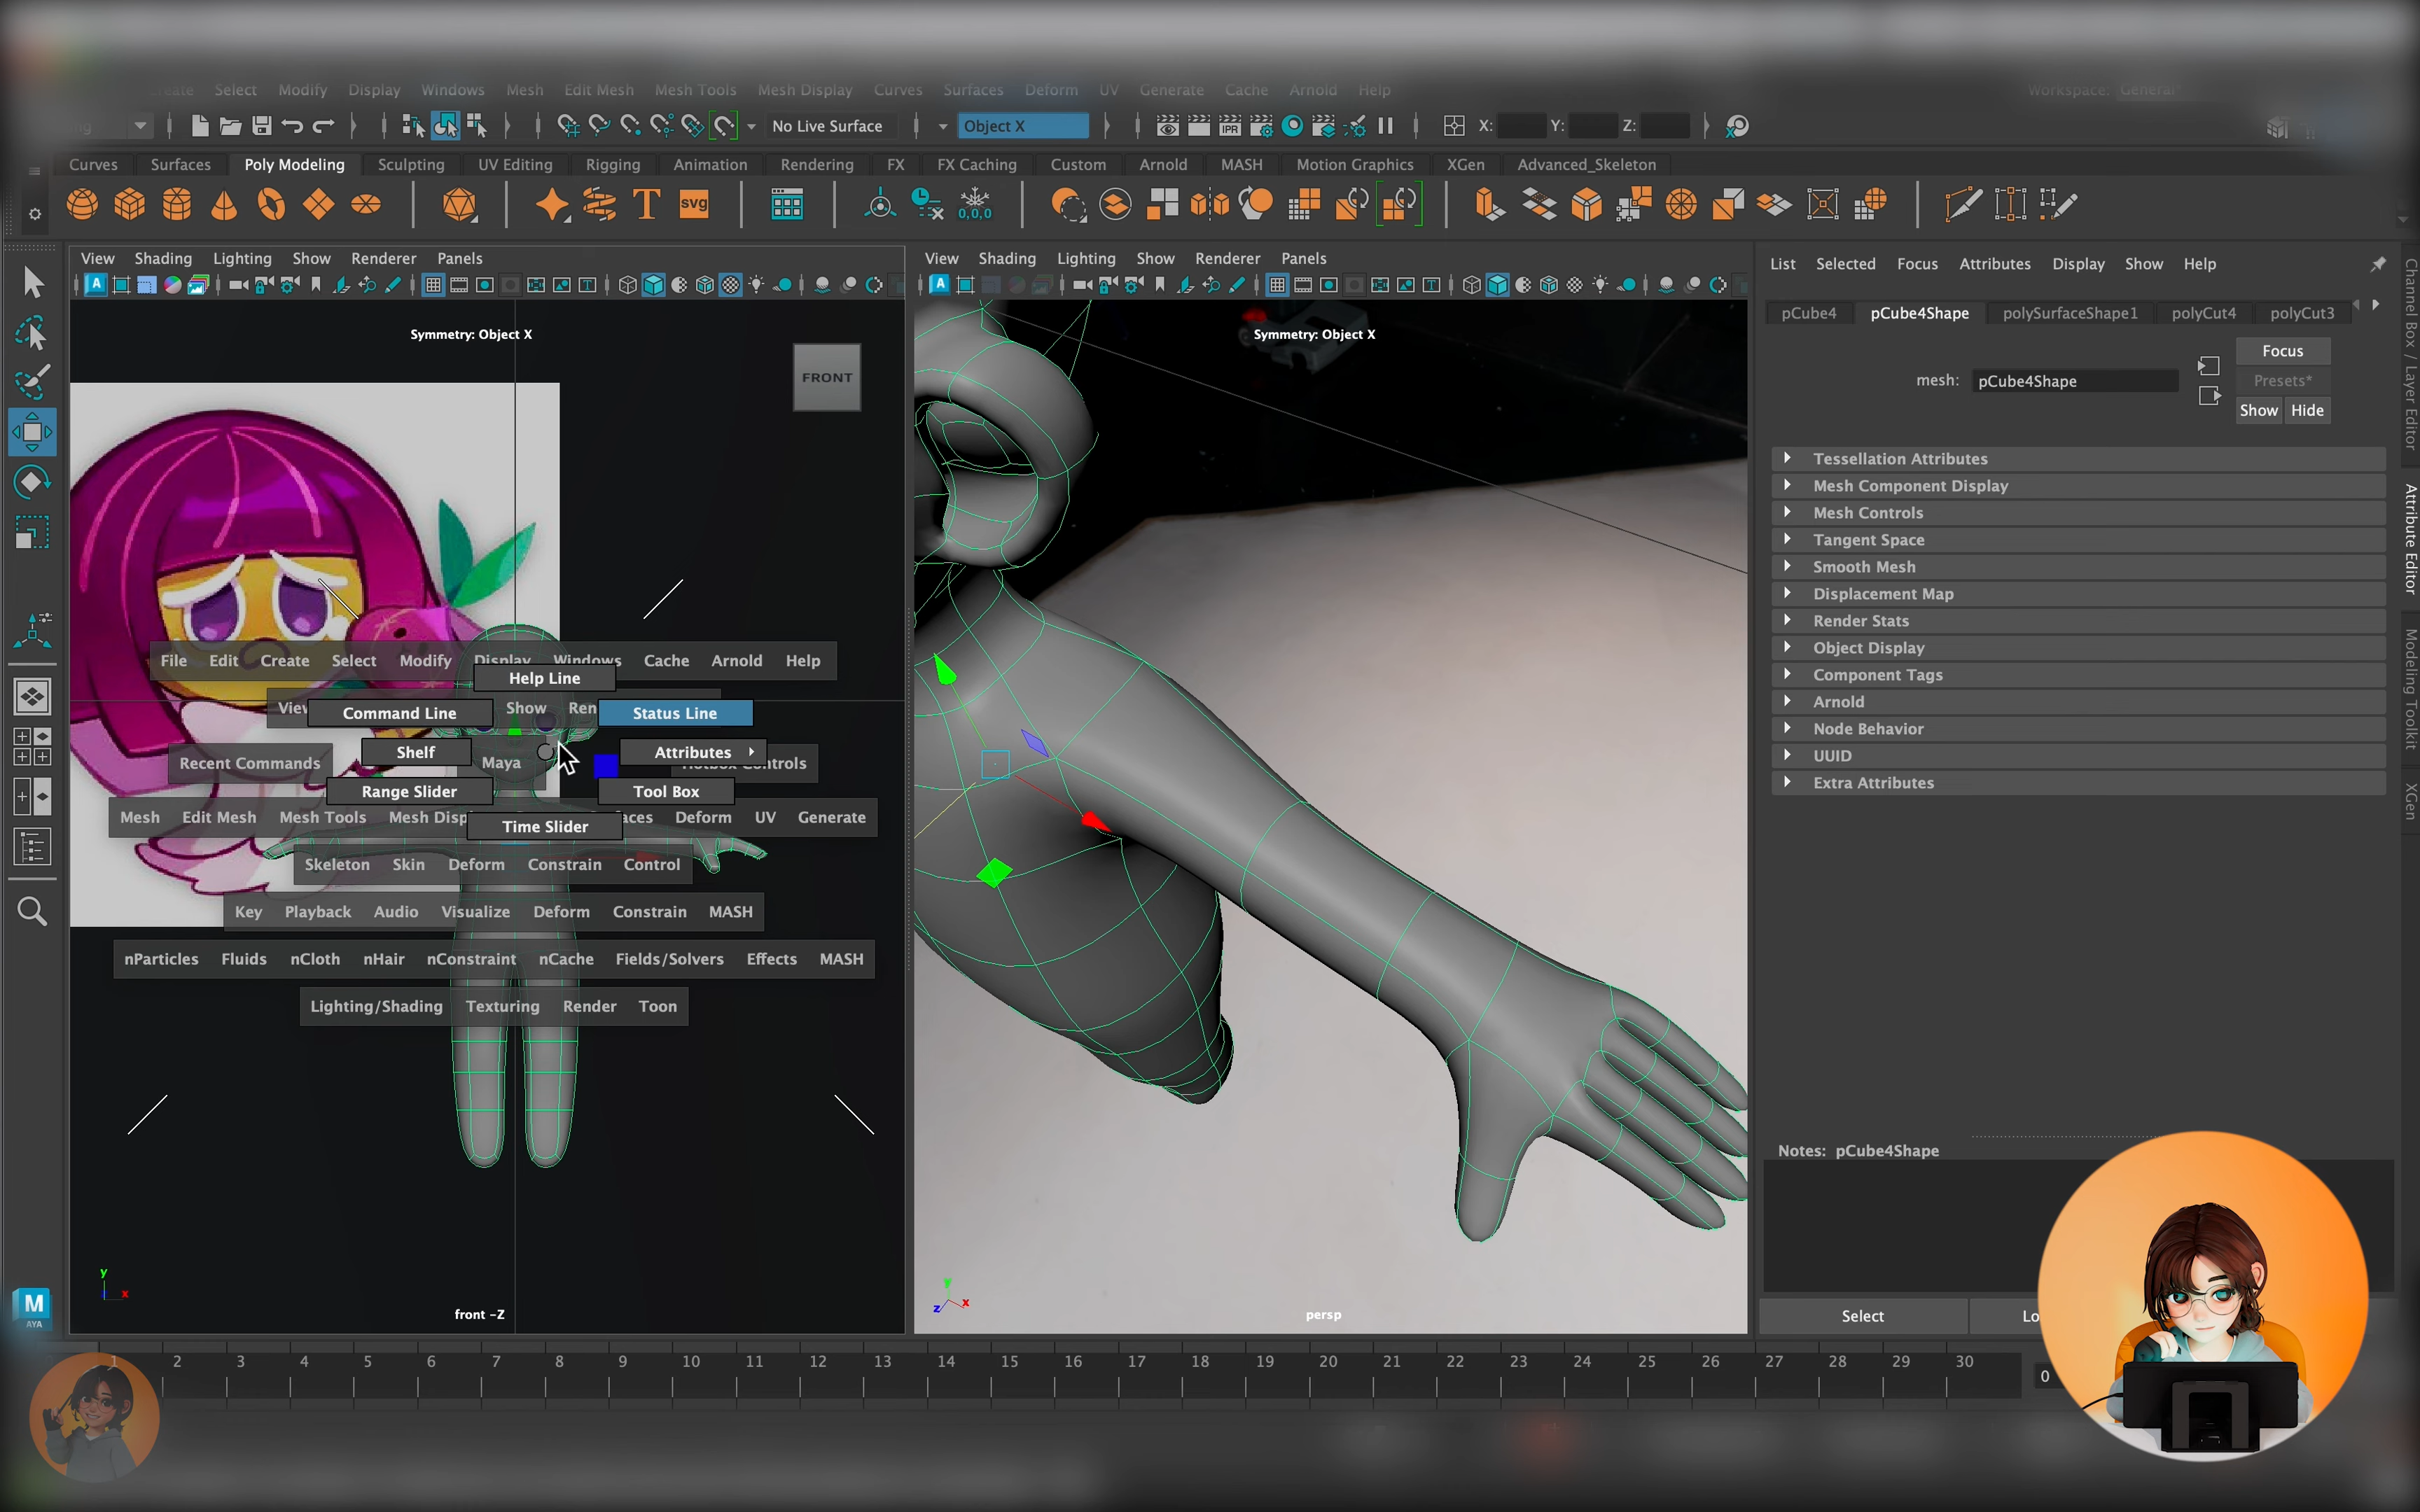 Create Select Modify Display Windows Mesh Edit Mesh Mesh Tools Mesh Display Curves Surfaces Deform UV Generate Cache Arnold Help Workspace: General*
No Live Surface Object X IPR X: Y: Z:
Curves Surfaces Poly Modeling Sculpting UV Editing Rigging Animation Rendering FX FX Caching Custom Arnold MASH Motion Graphics XGen Advanced_Skeleton
T svg 0,0,0
View Shading Lighting Show Renderer Panels
View Shading Lighting Show Renderer Panels
List Selected Focus Attributes Display Show Help
pCube4 pCube4Shape polySurfaceShape1 polyCut4 polyCut3
Symmetry: Object X
Symmetry: Object X
FRONT
Focus
mesh: pCube4Shape
Presets*
Show Hide
Tessellation Attributes
Mesh Component Display
Mesh Controls
Tangent Space
Smooth Mesh
Displacement Map
Render Stats
Object Display
Component Tags
Arnold
Node Behavior
UUID
Extra Attributes
Channel Box / Layer Editor
Attribute Editor
Modeling Toolkit
XGen
File Edit Create Select Modify Display Windows Cache Arnold Help
Help Line
View Show Ren
Command Line Status Line
Shelf Attributes
Recent Commands Maya Hotbox Controls
Range Slider Tool Box
Mesh Edit Mesh Mesh Tools Mesh Disp aces Deform UV Generate
Time Slider
Skeleton Skin Deform Constrain Control
Key Playback Audio Visualize Deform Constrain MASH
nParticles Fluids nCloth nHair nConstraint nCache Fields/Solvers Effects MASH
Lighting/Shading Texturing Render Toon
Notes: pCube4Shape
y x
front -Z
y z x
persp
Select Lo
M
AYA
1 2 3 4 5 6 7 8 9 10 11 12 13 14 15 16 17 18 19 20 21 22 23 24 25 26 27 28 29 30 0